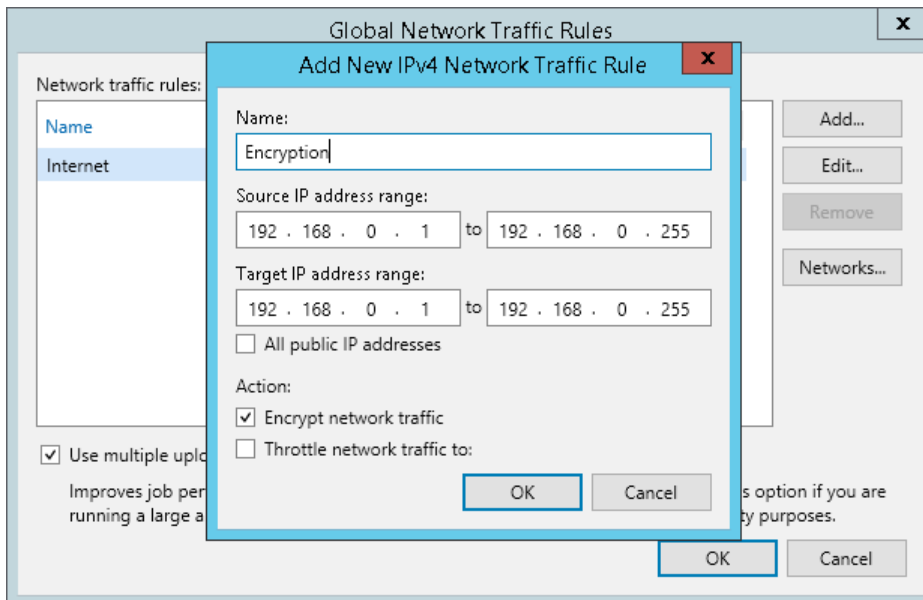 Global Network Traffic Rules
x
Add New IPv4 Network Traffic Rule
x
Network traffic rules:
Name
Internet
Add...
Edit...
Remove
Networks...
Name:
Encryption
Source IP address range:
192 . 168 . 0 . 1 to 192 . 168 . 0 . 255
Target IP address range:
192 . 168 . 0 . 1 to 192 . 168 . 0 . 255
All public IP addresses
Action:
Encrypt network traffic
Throttle network traffic to:
OK Cancel
Use multiple
Improves job s option if you are
running a large purposes.
OK Cancel